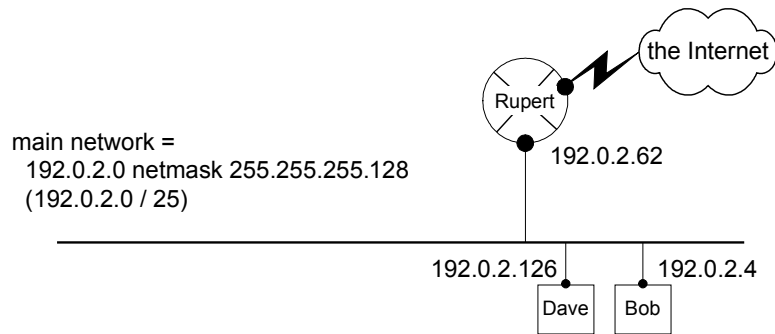 the Internet
Rupert
main network =
192.0.2.0 netmask 255.255.255.128
(192.0.2.0 / 25)
192.0.2.62
192.0.2.126
192.0.2.4
Dave
Bob